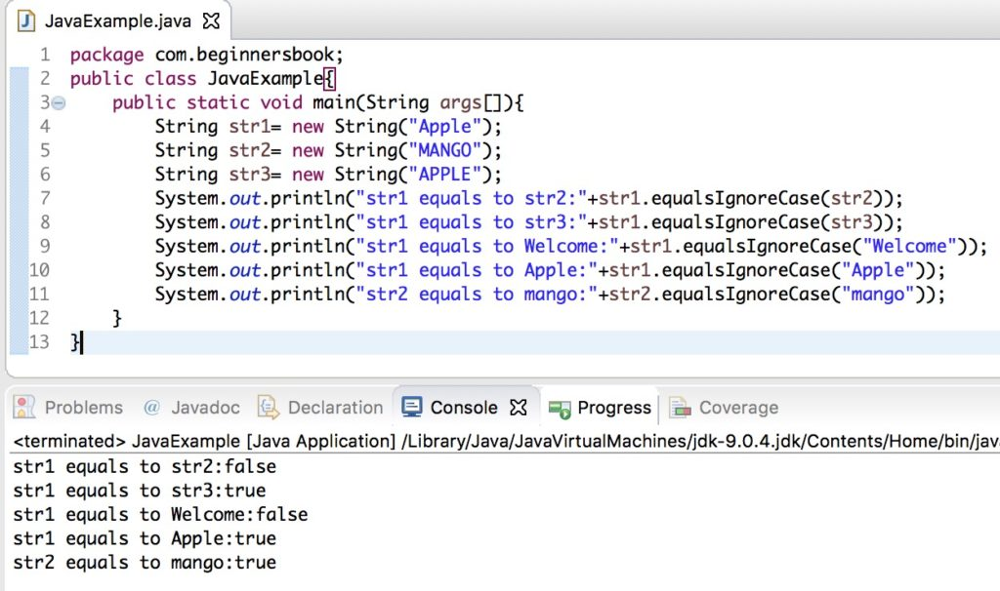 JavaExample.java
1 package com.beginnersbook;
2 public class JavaExample{
3 public static void main(String args[]){
4 String str1= new String("Apple");
5 String str2= new String("MANGO");
6 String str3= new String("APPLE");
7 System.out.println("str1 equals to str2:"+str1.equalsIgnoreCase(str2));
8 System.out.println("str1 equals to str3:"+str1.equalsIgnoreCase(str3));
9 System.out.println("str1 equals to Welcome:"+str1.equalsIgnoreCase("Welcome"));
10 System.out.println("str1 equals to Apple:"+str1.equalsIgnoreCase("Apple"));
11 System.out.println("str2 equals to mango:"+str2.equalsIgnoreCase("mango"));
12 }
13 }
Problems @ Javadoc Declaration Console Progress Coverage
<terminated> JavaExample [Java Application] /Library/Java/JavaVirtualMachines/jdk-9.0.4.jdk/Contents/Home/bin/jav
str1 equals to str2:false
str1 equals to str3:true
str1 equals to Welcome:false
str1 equals to Apple:true
str2 equals to mango:true